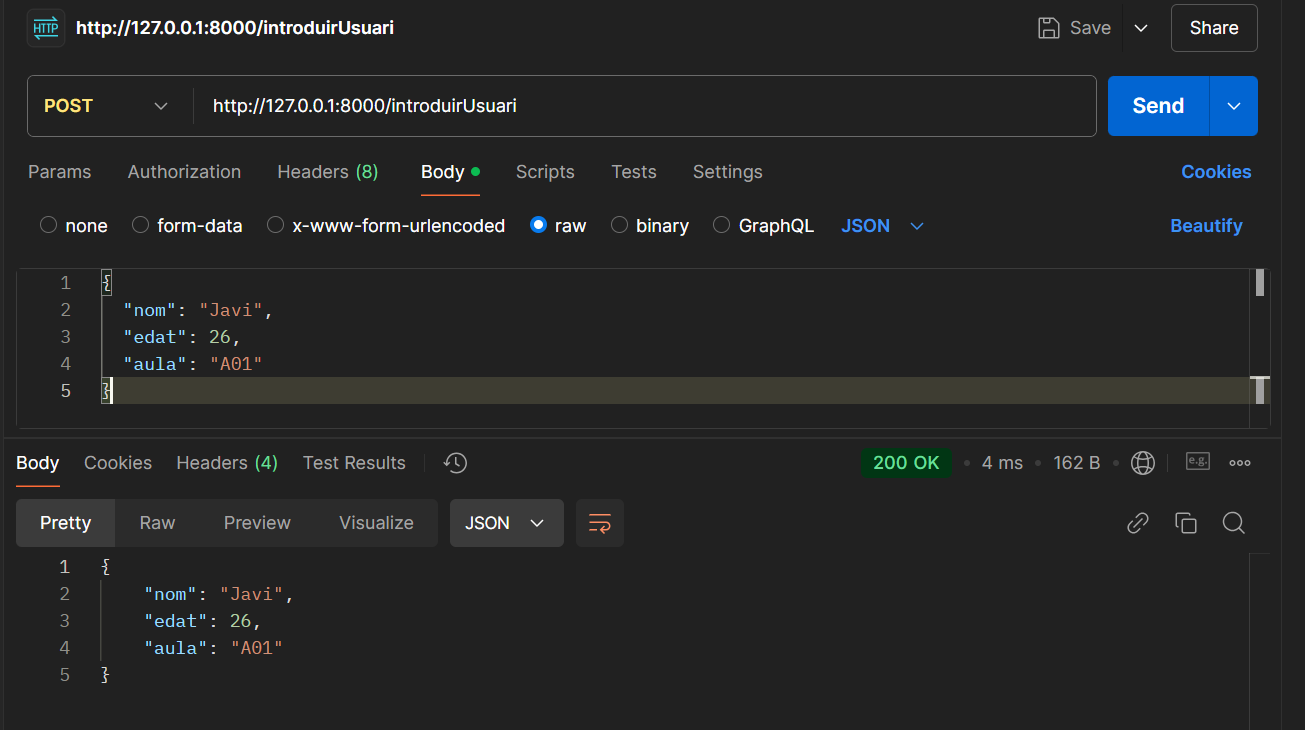 HTTP http://127.0.0.1:8000/introduirUsuari Save Share
POST http://127.0.0.1:8000/introduirUsuari Send
Params Authorization Headers (8) Body Scripts Tests Settings Cookies
none form-data x-www-form-urlencoded raw binary GraphQL JSON Beautify
1 {
2 "nom": "Javi",
3 "edat": 26,
4 "aula": "A01"
5 }
Body Cookies Headers (4) Test Results 200 OK • 4 ms • 162 B • e.g.
Pretty Raw Preview Visualize JSON
1 {
2 "nom": "Javi",
3 "edat": 26,
4 "aula": "A01"
5 }